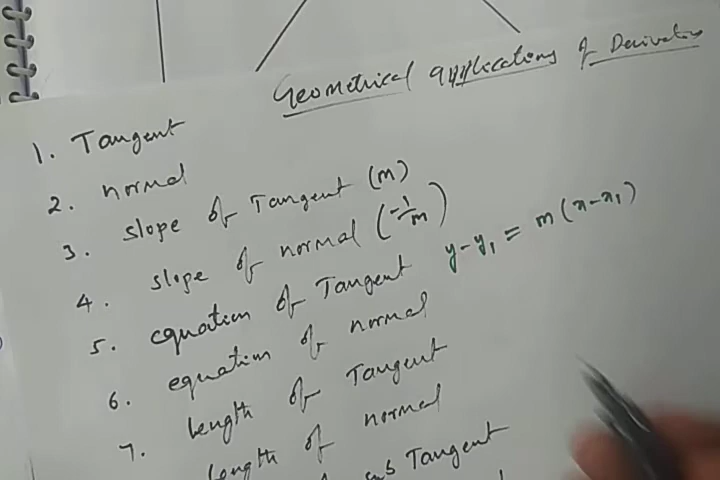 Geometrical applications of Derivatives
1. Tangent
2. normal
3. slope of Tangent (m)
4. slope of normal (-1/m)
5. equation of Tangent y-y₁ = m(x-x₁)
6. equation of normal
7. Length of Tangent
Length of normal
sub Tangent